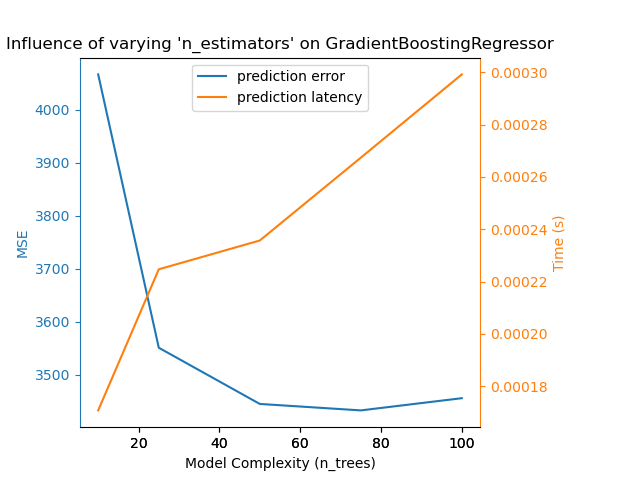 Influence of varying 'n_estimators' on GradientBoostingRegressor
prediction error
prediction latency
MSE
4000
3900
3800
3700
3600
3500
0.00030
0.00028
0.00026
0.00024
0.00022
0.00020
0.00018
Time (s)
20 40 60 80 100
Model Complexity (n_trees)